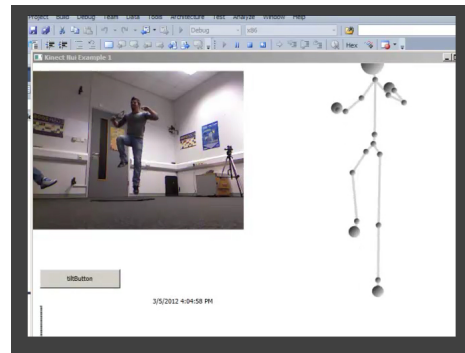 Project Build Debug Team Data Tools Architecture Test Analyze Window Help
Debug x86
Hex
Kinect Nui Example 1
tiltButton
3/5/2012 4:04:58 PM